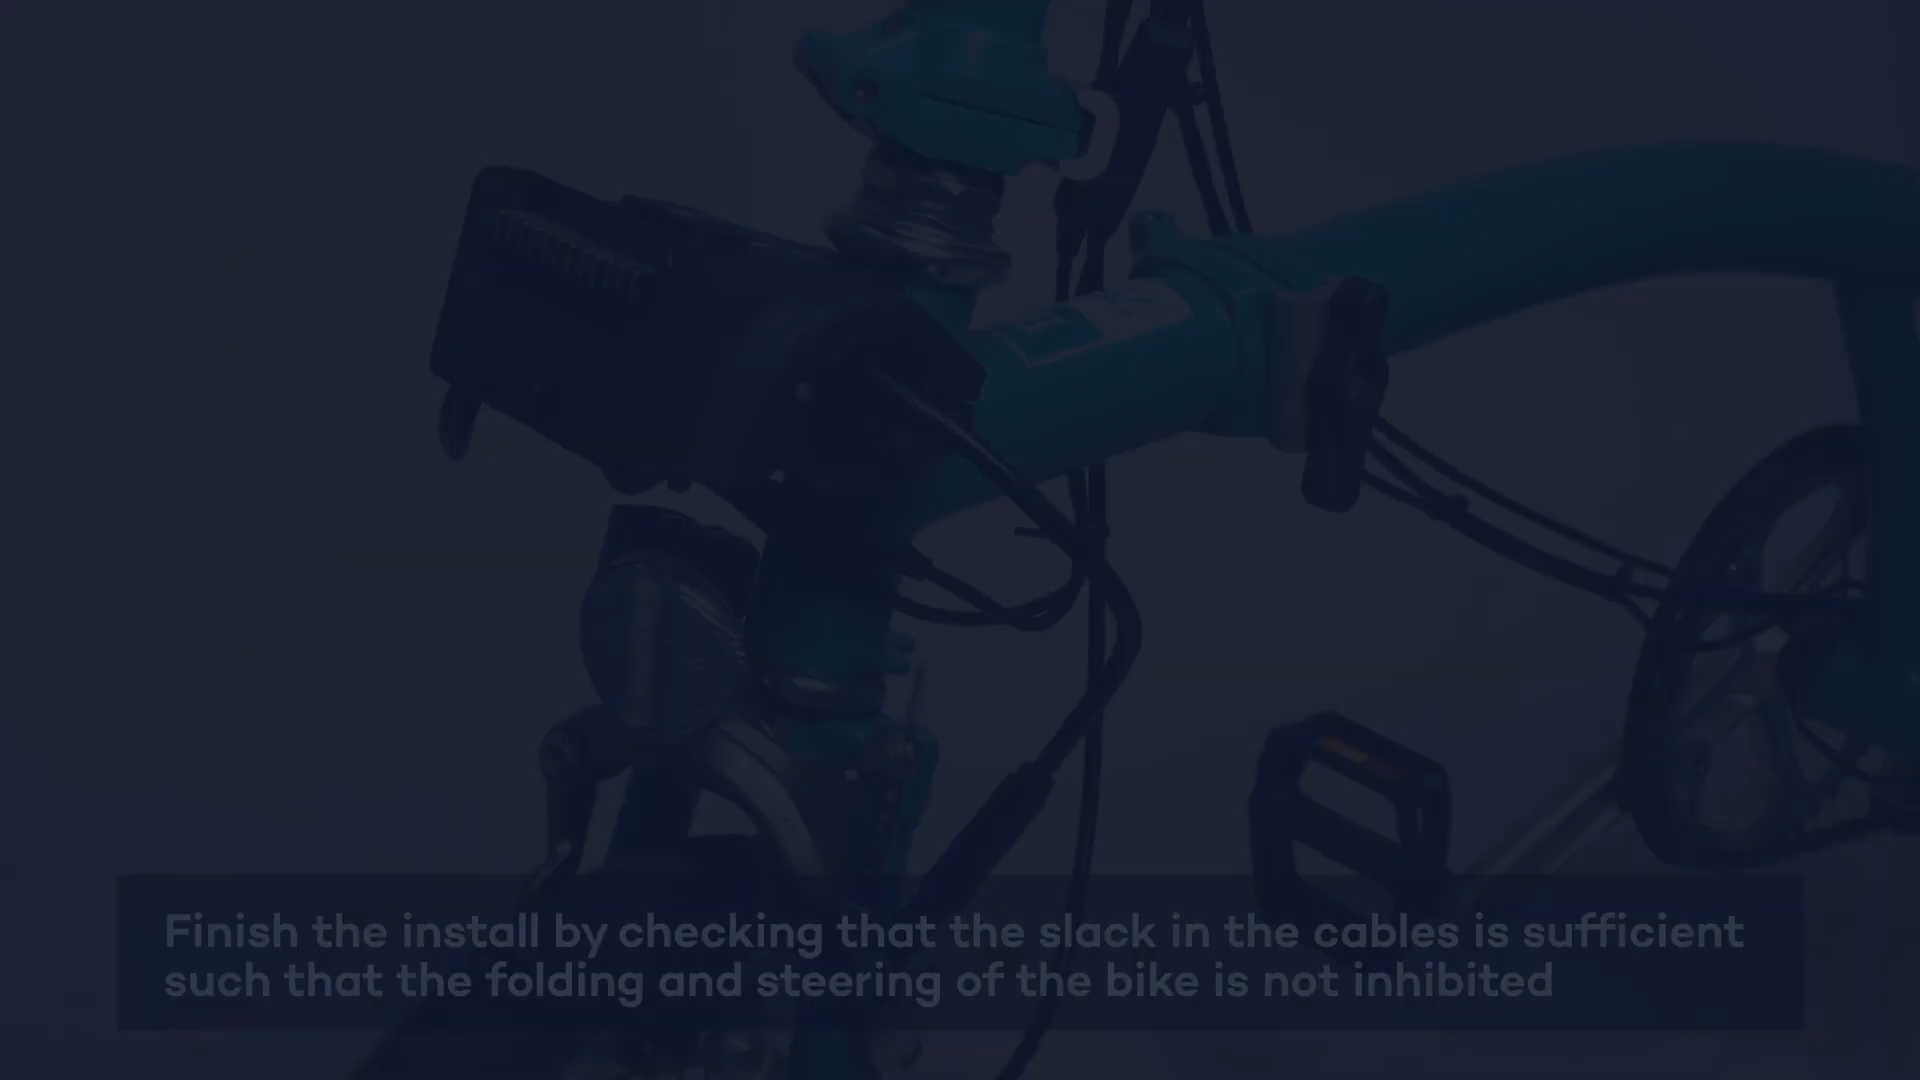 Finish the install by checking that the slack in the cables is sufficient
such that the folding and steering of the bike is not inhibited